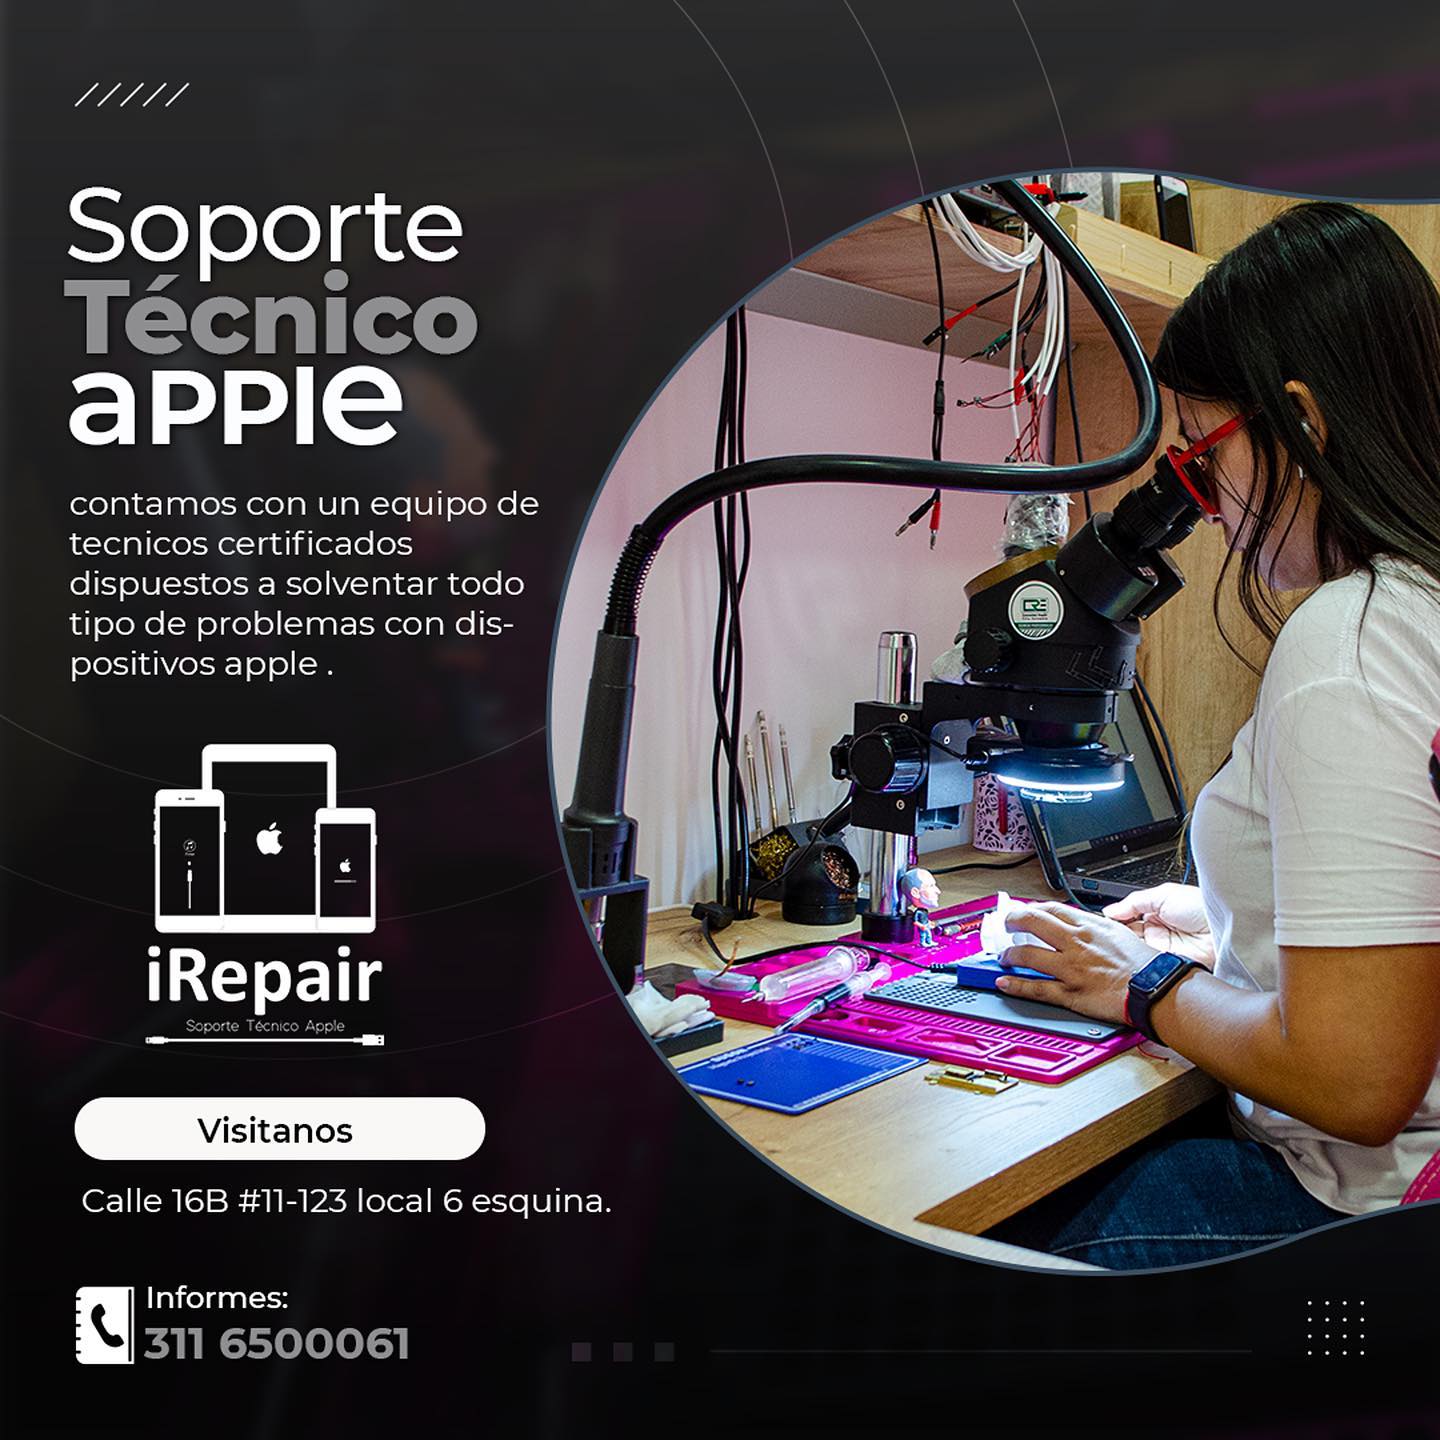 Soporte
Técnico
aPPle
contamos con un equipo de
tecnicos certificados
dispuestos a solventar todo
tipo de problemas con dis-
positivos apple .
iRepair
Soporte Técnico Apple
Visitanos
Calle 16B #11-123 local 6 esquina.
Informes:
311 6500061